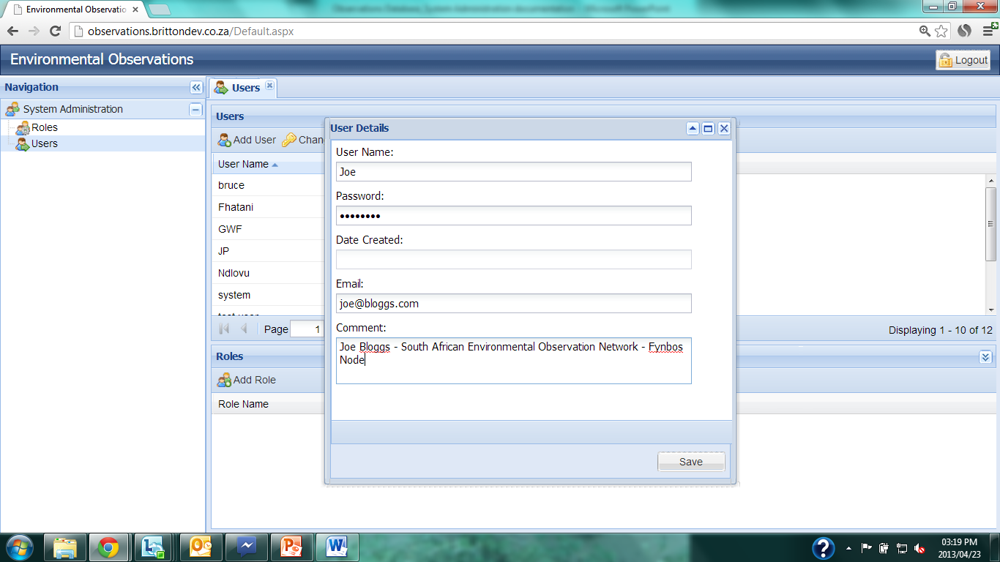 Observations Database System Administration documentation - Microsoft PowerPoint
Environmental Observatio
observations.brittondev.co.za/Default.aspx
Environmental Observations
Logout
Navigation
System Administration
Roles
Users
Users
Users
Add User
Chan
User Name
bruce
Fhatani
GWF
JP
Ndlovu
system
Page 1
Displaying 1 - 10 of 12
Roles
Add Role
Role Name
User Details
User Name:
Joe
Password:
••••••••
Date Created:
Email:
joe@bloggs.com
Comment:
Joe Bloggs - South African Environmental Observation Network - Fynbos
Node
Save
03:19 PM
2013/04/23